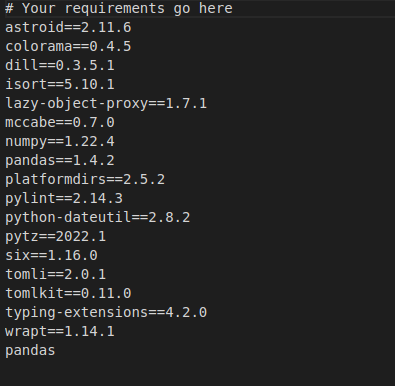 # Your requirements go here
astroid==2.11.6
colorama==0.4.5
dill==0.3.5.1
isort==5.10.1
lazy-object-proxy==1.7.1
mccabe==0.7.0
numpy==1.22.4
pandas==1.4.2
platformdirs==2.5.2
pylint==2.14.3
python-dateutil==2.8.2
pytz==2022.1
six==1.16.0
tomli==2.0.1
tomlkit==0.11.0
typing-extensions==4.2.0
wrapt==1.14.1
pandas